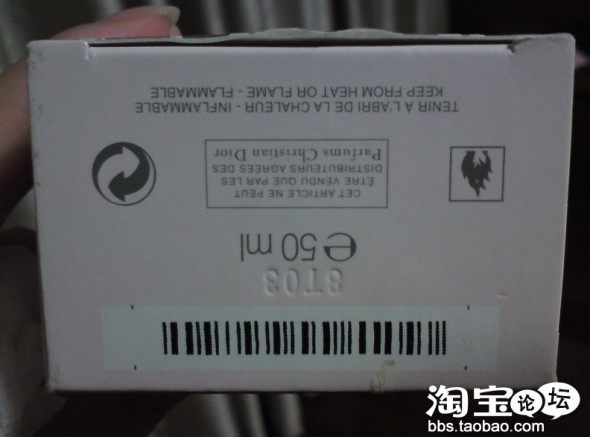 8T03
e 50 ml
CET ARTICLE NE PEUT
ÊTRE VENDU QUE PAR LES
DISTRIBUTEURS AGRÉES DES
Parfums Christian Dior
TENIR À L'ABRI DE LA CHALEUR - INFLAMMABLE
KEEP FROM HEAT OR FLAME - FLAMMABLE
淘宝论坛
bbs.taobao.com